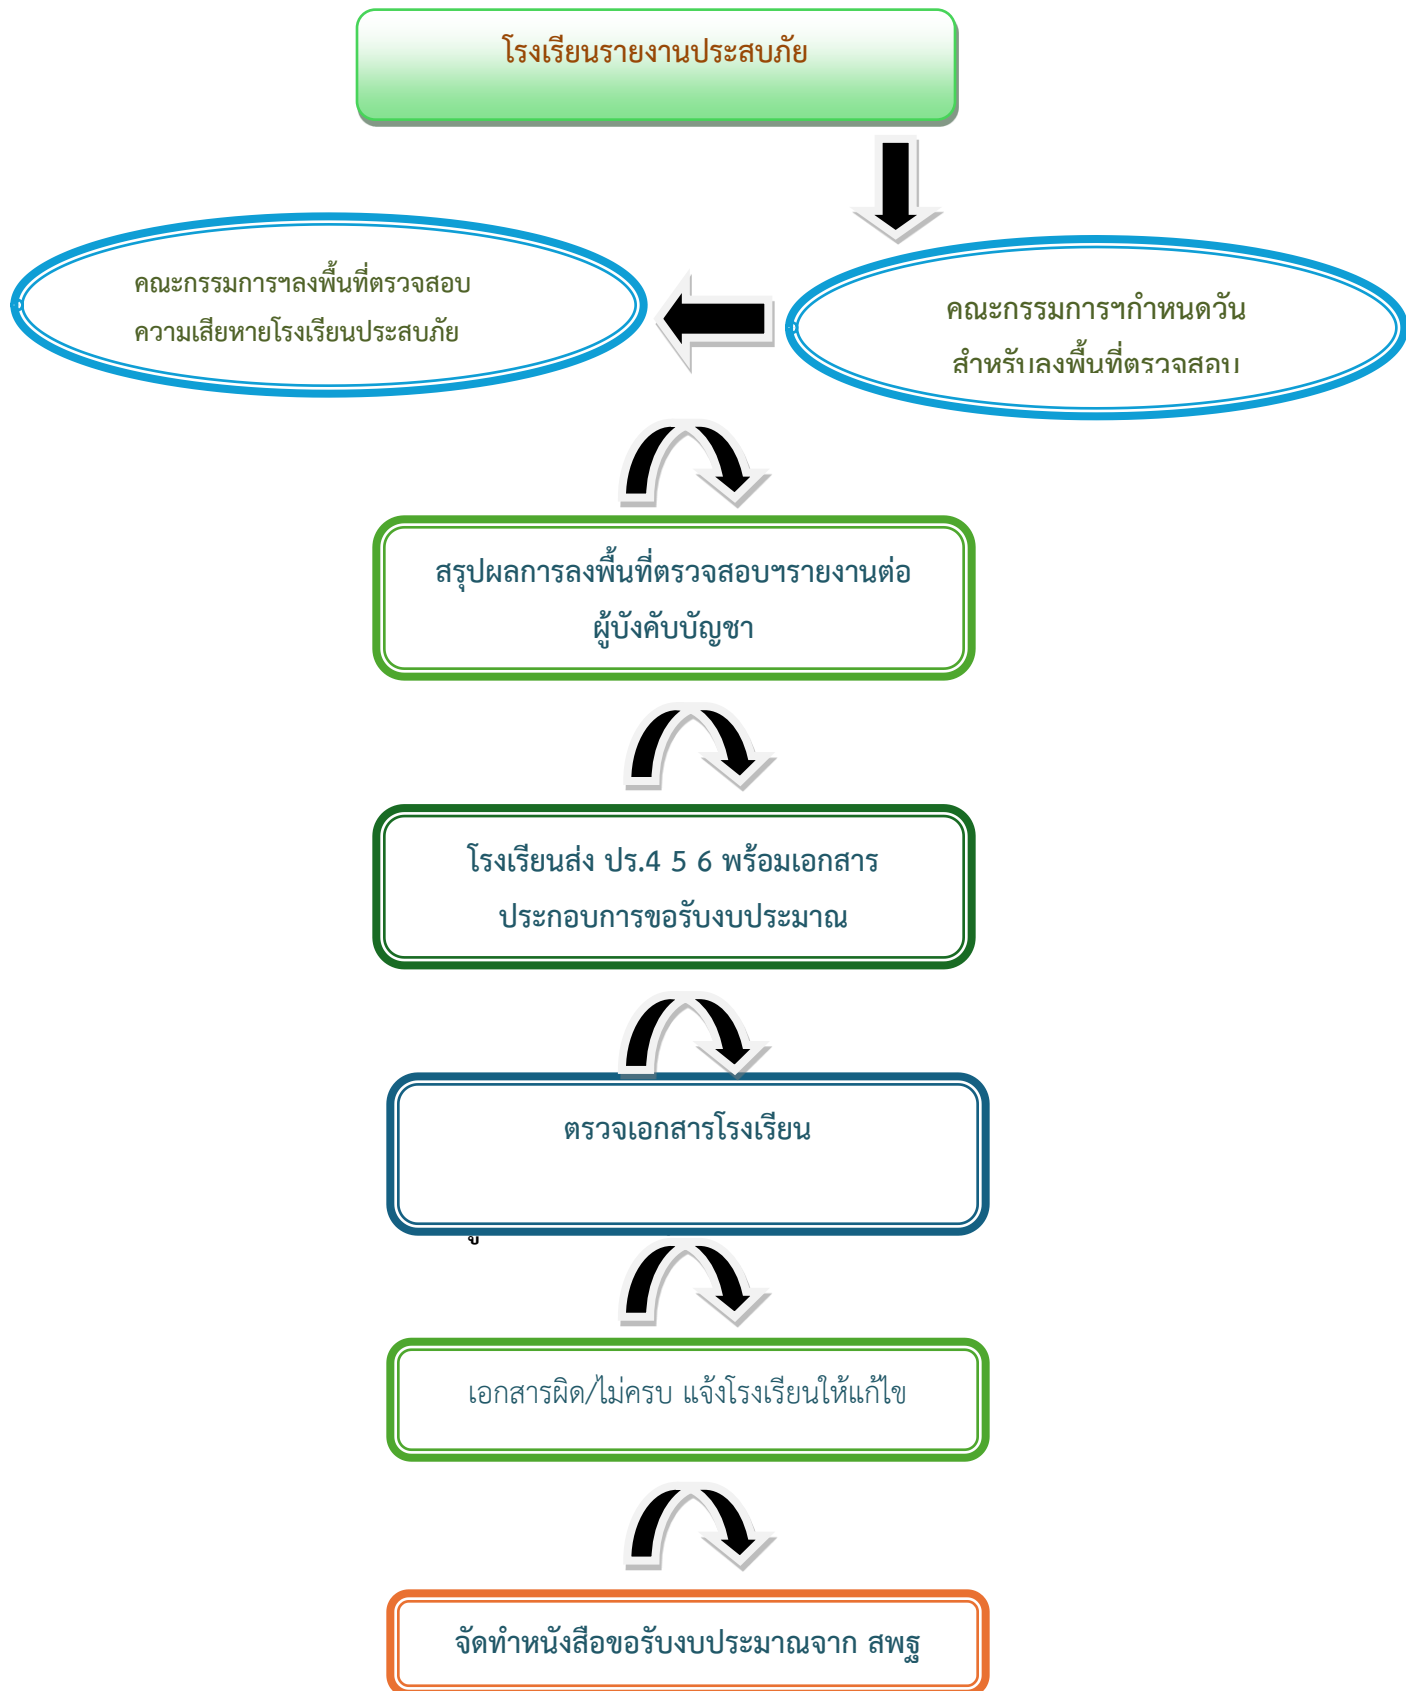 โรงเรียนรายงานประสบภัย
คณะกรรมการฯลงพื้นที่ตรวจสอบ
ความเสียหายโรงเรียนประสบภัย
คณะกรรมการฯกำหนดวัน
สำหรับลงพื้นที่ตรวจสอบ
สรุปผลการลงพื้นที่ตรวจสอบฯรายงานต่อ
ผู้บังคับบัญชา
โรงเรียนส่ง ปร.4 5 6 พร้อมเอกสาร
ประกอบการขอรับงบประมาณ
ตรวจเอกสารโรงเรียน
เอกสารผิด/ไม่ครบ แจ้งโรงเรียนให้แก้ไข
จัดทำหนังสือขอรับงบประมาณจาก สพฐ